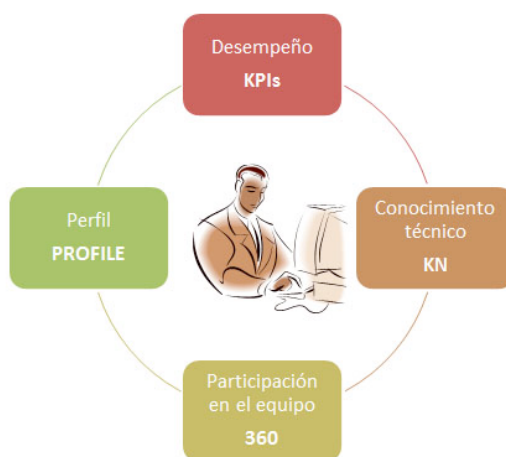 Desempeño
KPIs
Perfil
PROFILE
Conocimiento
técnico
KN
Participación
en el equipo
360